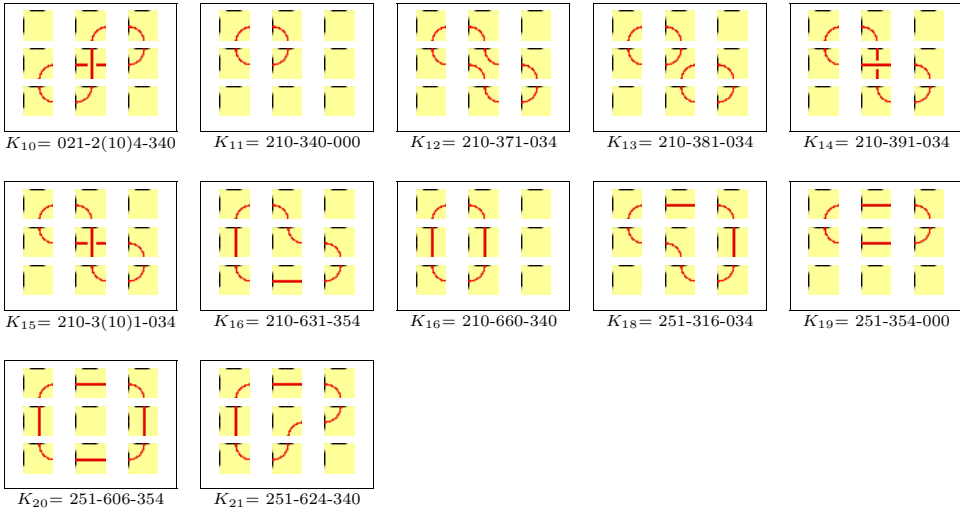 K₁₀= 021-2(10)4-340 K₁₁= 210-340-000 K₁₂= 210-371-034 K₁₃= 210-381-034 K₁₄= 210-391-034
K₁₅= 210-3(10)1-034 K₁₆= 210-631-354 K₁₆= 210-660-340 K₁₈= 251-316-034 K₁₉= 251-354-000
K₂₀= 251-606-354 K₂₁= 251-624-340